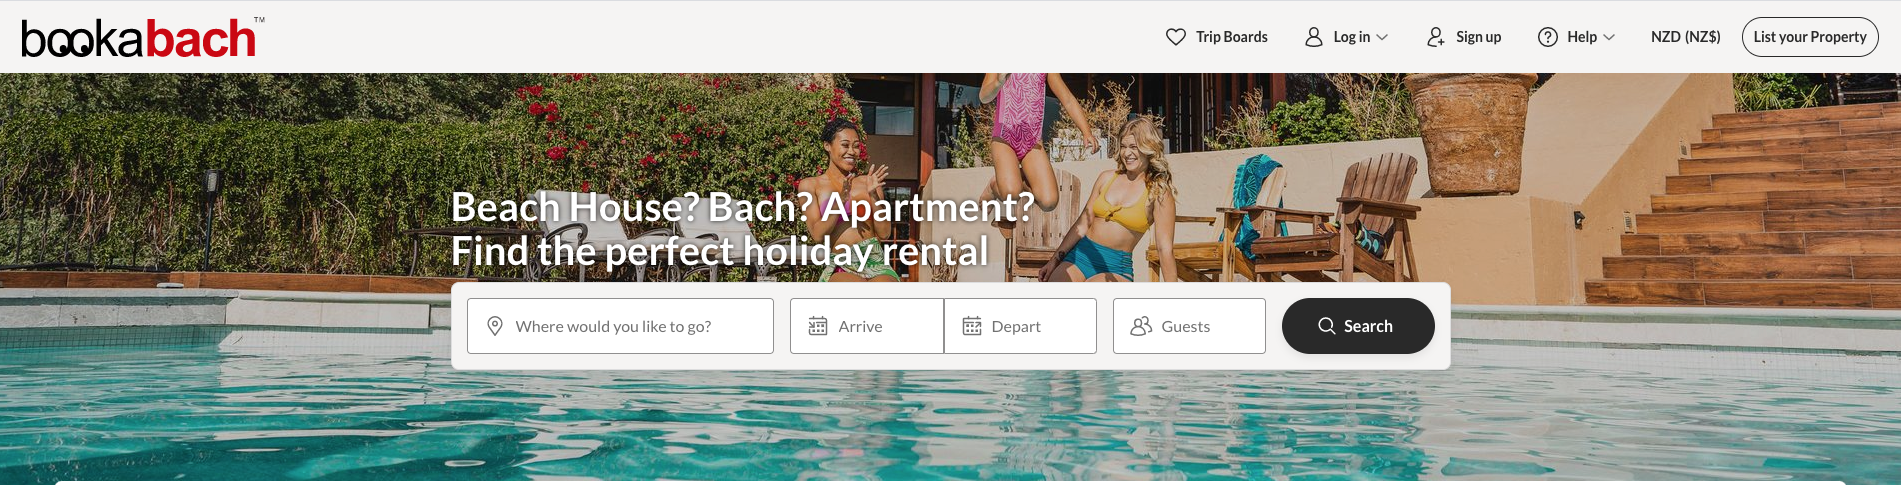 bookabach™
Trip Boards
Log in
Sign up
Help
NZD (NZ$)
List your Property
Beach House? Bach? Apartment?
Find the perfect holiday rental
Where would you like to go?
Arrive
Depart
Guests
Search